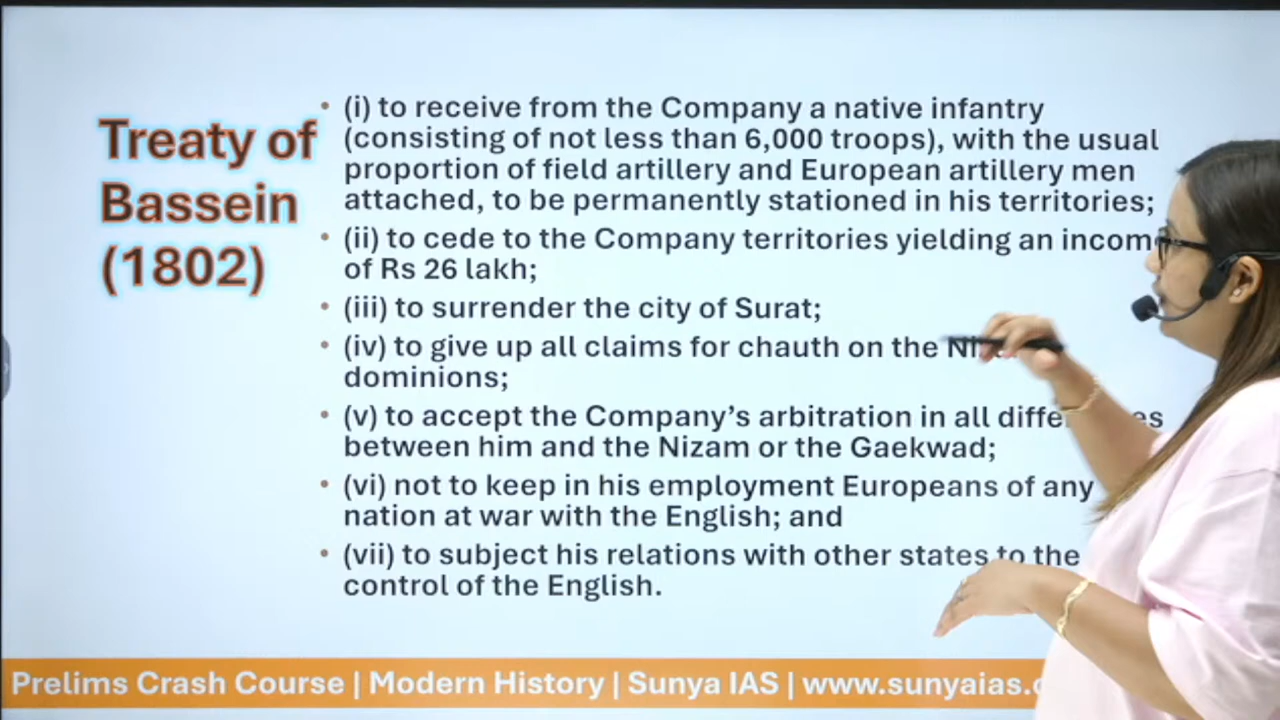 Treaty of
Bassein
(1802)
• (i) to receive from the Company a native infantry
(consisting of not less than 6,000 troops), with the usual
proportion of field artillery and European artillery men
attached, to be permanently stationed in his territories;
• (ii) to cede to the Company territories yielding an incom
of Rs 26 lakh;
• (iii) to surrender the city of Surat;
• (iv) to give up all claims for chauth on the
dominions;
• (v) to accept the Company's arbitration in all
between him and the Nizam or the Gaekwad;
• (vi) not to keep in his employment Europeans of any
nation at war with the English; and
• (vii) to subject his relations with other states to the
control of the English.
Prelims Crash Course | Modern History | Sunya IAS | www.sunyaias.